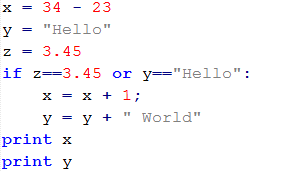 x = 34 - 23
y = "Hello"
z = 3.45
if z==3.45 or y=="Hello":
    x = x + 1;
    y = y + " World"
print x
print y